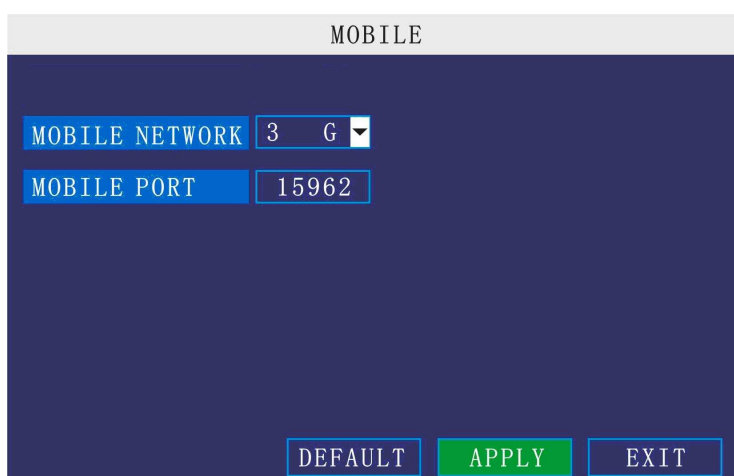 MOBILE
MOBILE NETWORK 3 G
MOBILE PORT 15962
DEFAULT APPLY EXIT